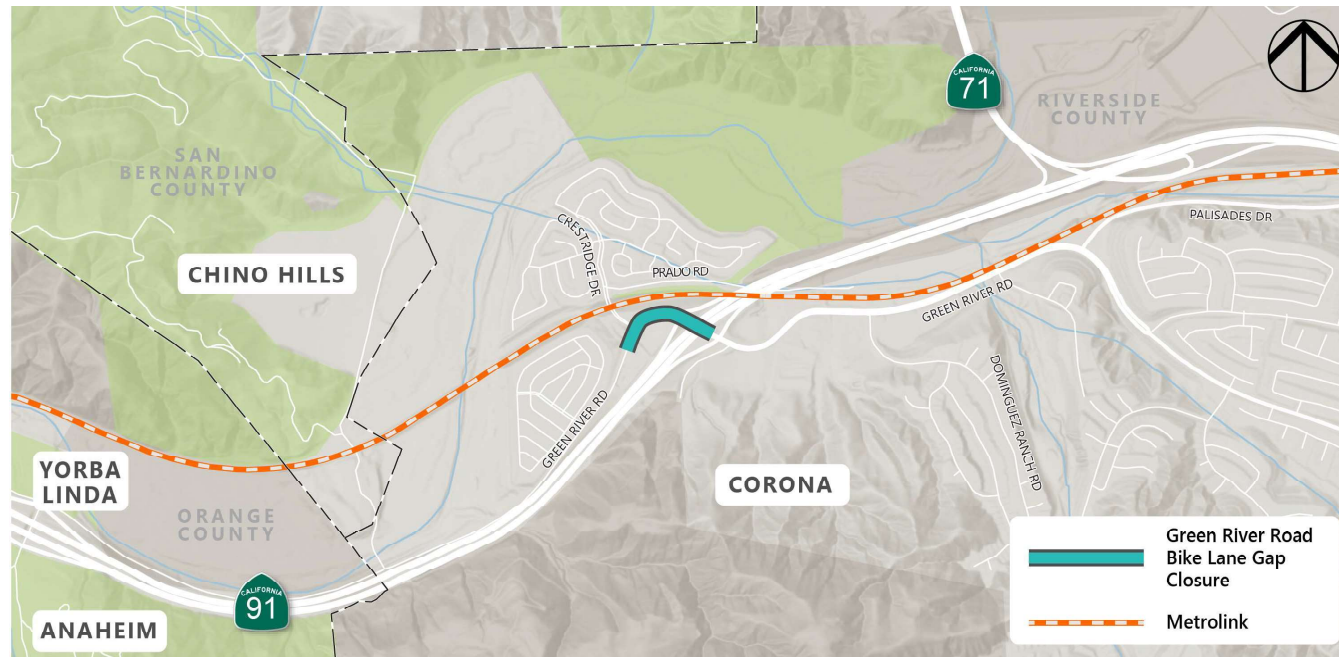 CALIFORNIA
71
RIVERSIDE
COUNTY
SAN
BERNARDINO
COUNTY
PALISADES DR
CRESTRIDGE DR
CHINO HILLS
PRADO RD
GREEN RIVER RD
DOMINGUEZ RANCH RD
GREEN RIVER RD
YORBA
LINDA
CORONA
ORANGE
COUNTY
CALIFORNIA
91
ANAHEIM
Green River Road
Bike Lane Gap
Closure
Metrolink